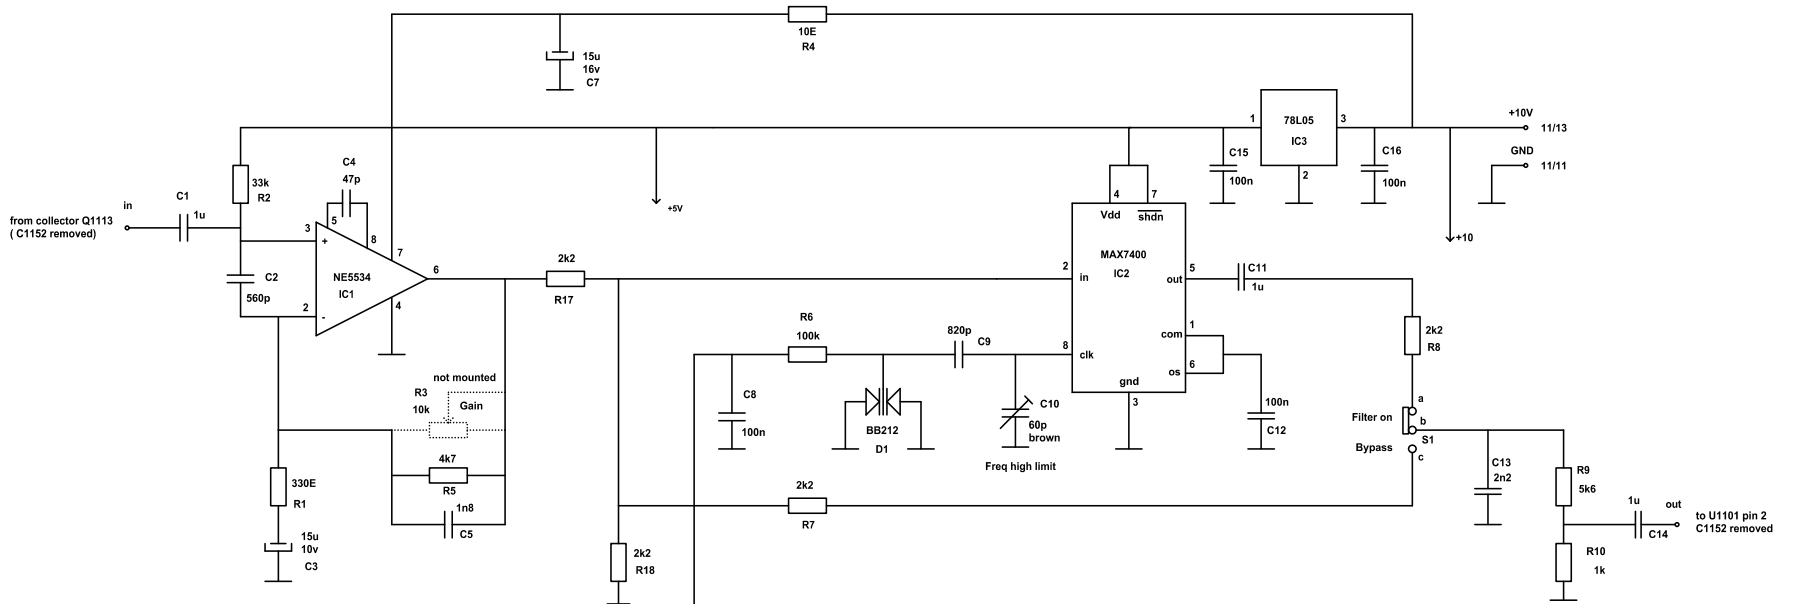 10E
R4
15u
16v
C7
+10V
11/13
78L05
IC3
1
3
2
C15
100n
C16
100n
GND
11/11
C4
47p
33k
R2
C1
1u
in
from collector Q1113
( C1152 removed)
+5V
4
7
Vdd
shdn
+10
3
5
8
7
+
NE5534
IC1
6
4
2
-
C2
560p
2k2
R17
MAX7400
IC2
2
in
5
out
C11
1u
1
com
6
os
8
clk
gnd
3
R6
100k
820p
C9
2k2
R8
not mounted
R3
10k
Gain
C8
100n
BB212
D1
C10
60p
brown
Freq high limit
100n
C12
a
Filter on
b
S1
Bypass
c
4k7
R5
1n8
C5
330E
R1
15u
10v
C3
2k2
R7
2k2
R18
C13
2n2
R9
5k6
1u
C14
out
to U1101 pin 2
C1152 removed
R10
1k